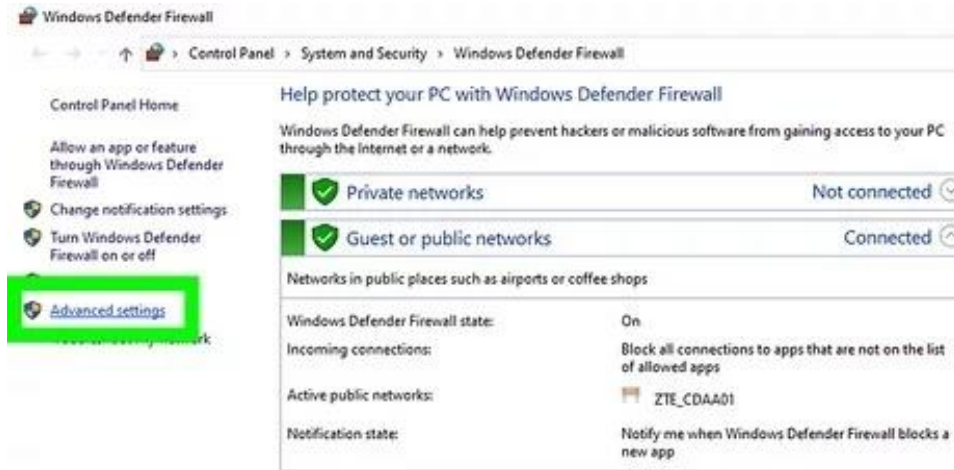 Windows Defender Firewall
Control Panel › System and Security › Windows Defender Firewall
Control Panel Home
Allow an app or feature
through Windows Defender
Firewall
Change notification settings
Turn Windows Defender
Firewall on or off
Advanced settings
Help protect your PC with Windows Defender Firewall
Windows Defender Firewall can help prevent hackers or malicious software from gaining access to your PC
through the Internet or a network.
Private networks Not connected
Guest or public networks Connected
Networks in public places such as airports or coffee shops
Windows Defender Firewall state: On
Incoming connections: Block all connections to apps that are not on the list
of allowed apps
Active public networks: ZTE_CDAA01
Notification state: Notify me when Windows Defender Firewall blocks a
new app